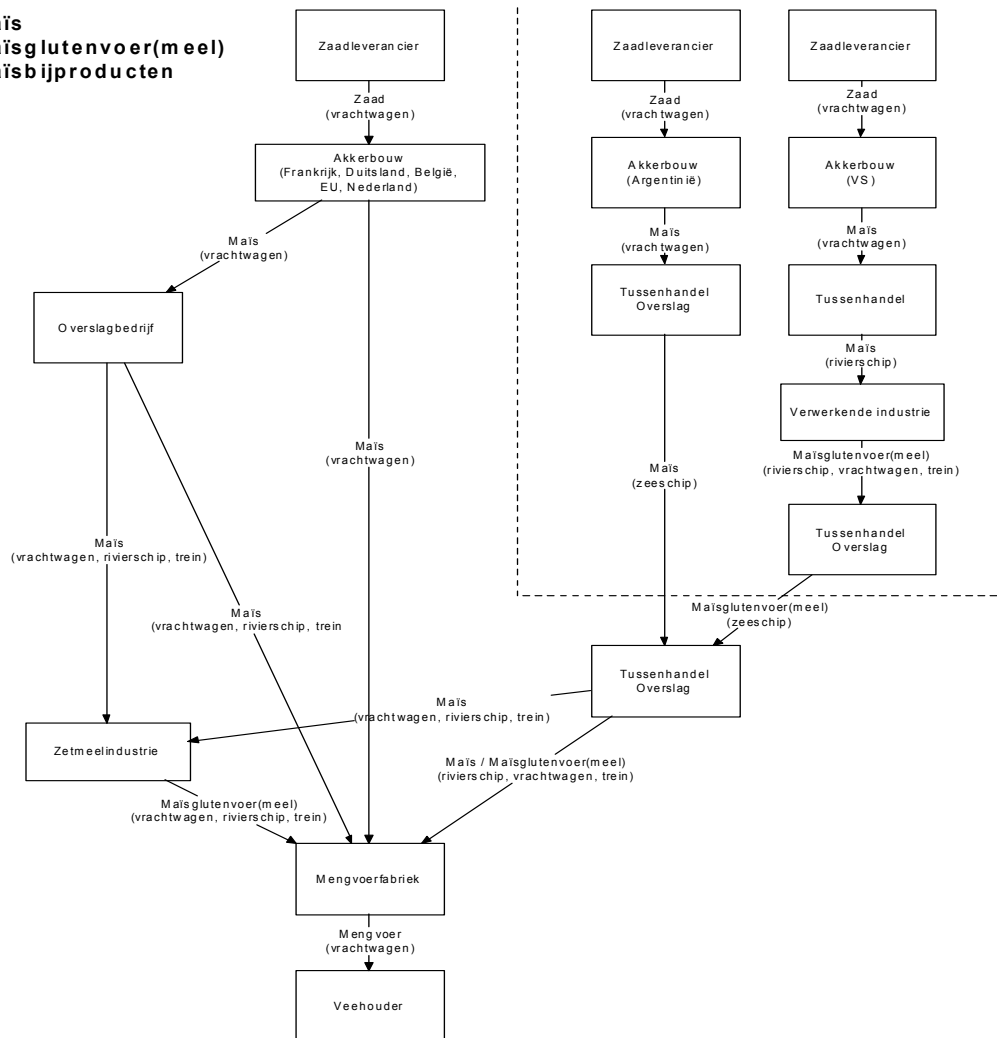 ïs
aïsglutenvoer(meel)
aïsbijproducten
Zaadleverancier
Zaadleverancier
Zaadleverancier
Zaad
(vrachtwagen)
Zaad
(vrachtwagen)
Zaad
(vrachtwagen)
Akkerbouw
(Frankrijk, Duitsland, België,
EU, Nederland)
Akkerbouw
(Argentinië)
Akkerbouw
(VS)
Maïs
(vrachtwagen)
Maïs
(vrachtwagen)
Maïs
(vrachtwagen)
Overslagbedrijf
Tussenhandel
Overslag
Tussenhandel
Maïs
(rivierschip)
Verwerkende industrie
Maïs
(vrachtwagen)
Maïs
(zeeschip)
Maïsglutenvoer(meel)
(rivierschip, vrachtwagen, trein)
Tussenhandel
Overslag
Maïs
(vrachtwagen, rivierschip, trein)
Maïs
(vrachtwagen, rivierschip, trein
Maïsglutenvoer(meel)
(zeeschip)
Tussenhandel
Overslag
Maïs
(vrachtwagen, rivierschip, trein)
Zetmeelindustrie
Maïs / Maïsglutenvoer(meel)
(rivierschip, vrachtwagen, trein)
Maïsglutenvoer(meel)
(vrachtwagen, rivierschip, trein)
Mengvoerfabriek
Mengvoer
(vrachtwagen)
Veehouder